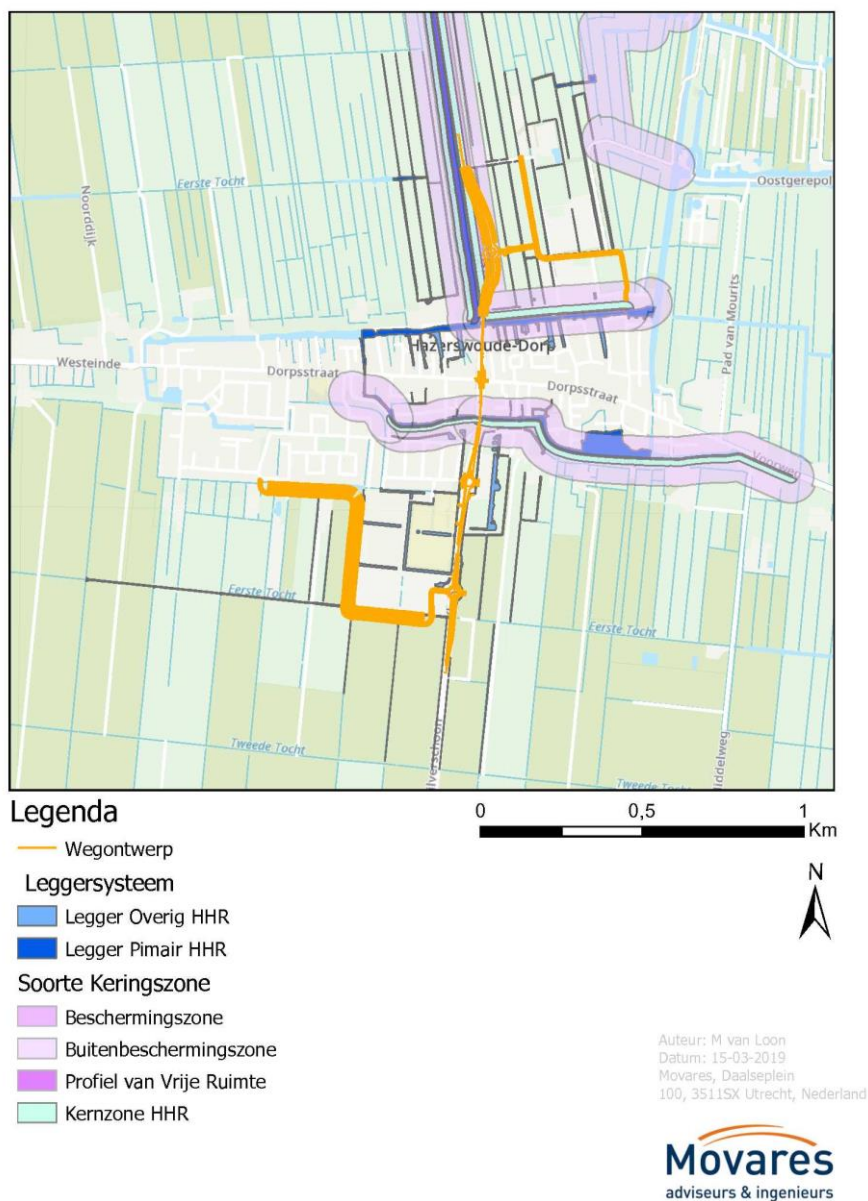 Noorddijk
Eerste Tocht
Oostgerepol
Pad van Mourits
Westeinde
Hazerswoude-Dorp
Dorpsstraat
Dorpsstraat
Voorweg
Eerste Tocht
Eerste Tocht
Tweede Tocht
ilverschoon
Middelweg
Tweede Tocht
Legenda
0 0,5 1
Km
Wegontwerp
Leggersysteem
N
Legger Overig HHR
Legger Pimair HHR
Soorte Keringszone
Beschermingszone
Buitenbeschermingszone
Profiel van Vrije Ruimte
Kernzone HHR
Auteur: M van Loon
Datum: 15-03-2019
Movares, Daalseplein
100, 3511SX Utrecht, Nederland
Movares
adviseurs & ingenieurs